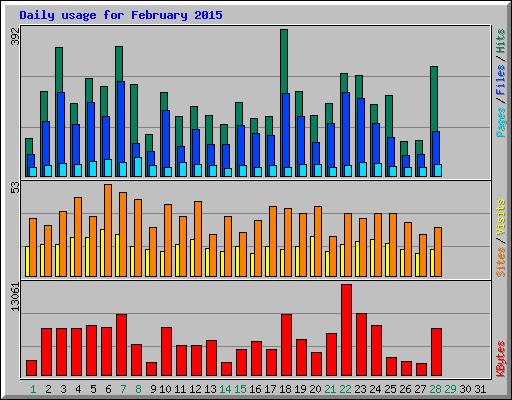 Daily usage for February 2015
392
Pages / Files / Hits
53
Sites / Visits
13061
KBytes
1 2 3 4 5 6 7 8 9 10 11 12 13 14 15 16 17 18 19 20 21 22 23 24 25 26 27 28 29 30 31